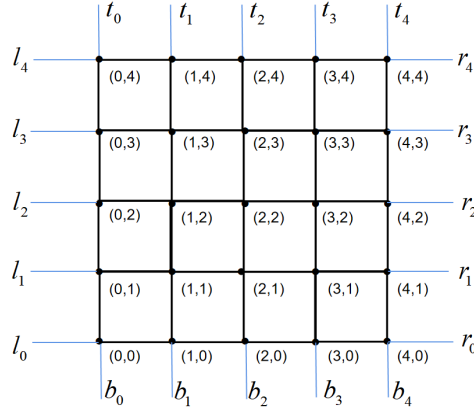 t₀ t₁ t₂ t₃ t₄
l₄ (0,4) (1,4) (2,4) (3,4) (4,4) r₄
l₃ (0,3) (1,3) (2,3) (3,3) (4,3) r₃
l₂ (0,2) (1,2) (2,2) (3,2) (4,2) r₂
l₁ (0,1) (1,1) (2,1) (3,1) (4,1) r₁
l₀ (0,0) (1,0) (2,0) (3,0) (4,0) r₀
b₀ b₁ b₂ b₃ b₄